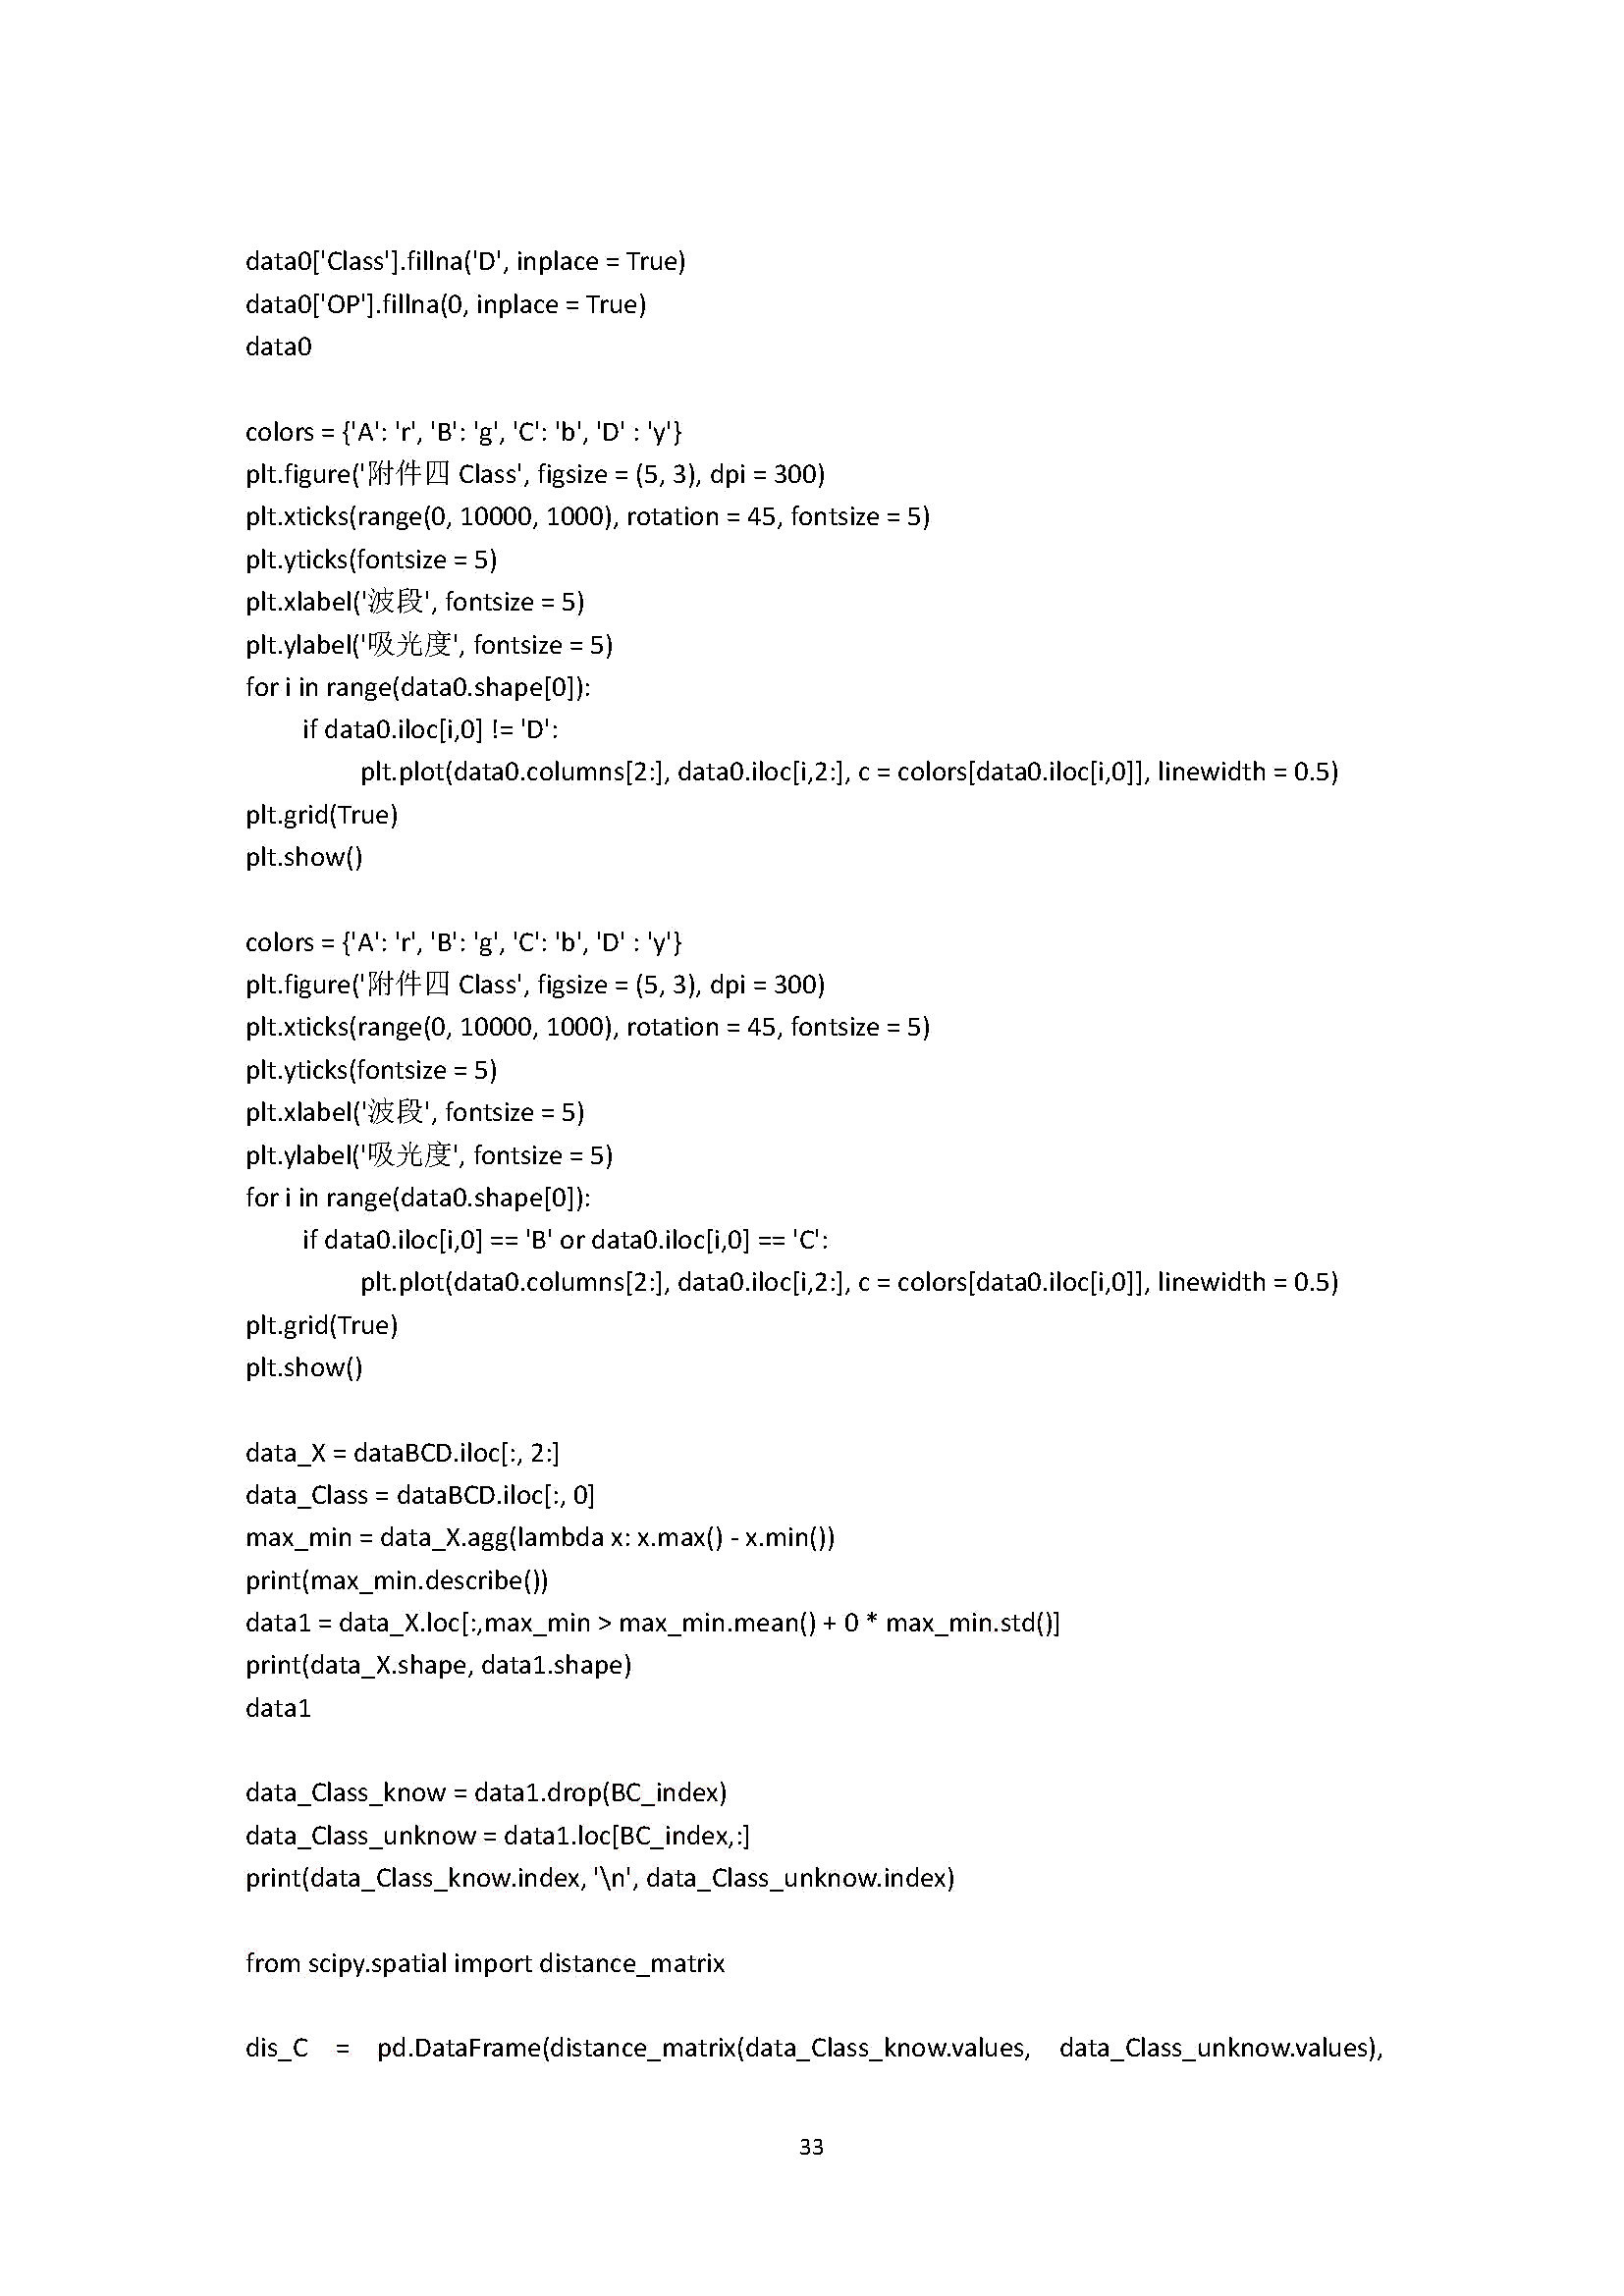 data0['Class'].fillna('D', inplace = True)
data0['OP'].fillna(0, inplace = True)
data0
colors = {'A': 'r', 'B': 'g', 'C': 'b', 'D' : 'y'}
plt.figure('附件四 Class', figsize = (5, 3), dpi = 300)
plt.xticks(range(0, 10000, 1000), rotation = 45, fontsize = 5)
plt.yticks(fontsize = 5)
plt.xlabel('波段', fontsize = 5)
plt.ylabel('吸光度', fontsize = 5)
for i in range(data0.shape[0]):
if data0.iloc[i,0] != 'D':
plt.plot(data0.columns[2:], data0.iloc[i,2:], c = colors[data0.iloc[i,0]], linewidth = 0.5)
plt.grid(True)
plt.show()
colors = {'A': 'r', 'B': 'g', 'C': 'b', 'D' : 'y'}
plt.figure('附件四 Class', figsize = (5, 3), dpi = 300)
plt.xticks(range(0, 10000, 1000), rotation = 45, fontsize = 5)
plt.yticks(fontsize = 5)
plt.xlabel('波段', fontsize = 5)
plt.ylabel('吸光度', fontsize = 5)
for i in range(data0.shape[0]):
if data0.iloc[i,0] == 'B' or data0.iloc[i,0] == 'C':
plt.plot(data0.columns[2:], data0.iloc[i,2:], c = colors[data0.iloc[i,0]], linewidth = 0.5)
plt.grid(True)
plt.show()
data_X = dataBCD.iloc[:, 2:]
data_Class = dataBCD.iloc[:, 0]
max_min = data_X.agg(lambda x: x.max() - x.min())
print(max_min.describe())
data1 = data_X.loc[:,max_min > max_min.mean() + 0 * max_min.std()]
print(data_X.shape, data1.shape)
data1
data_Class_know = data1.drop(BC_index)
data_Class_unknow = data1.loc[BC_index,:]
print(data_Class_know.index, '\n', data_Class_unknow.index)
from scipy.spatial import distance_matrix
dis_C = pd.DataFrame(distance_matrix(data_Class_know.values, data_Class_unknow.values),
33